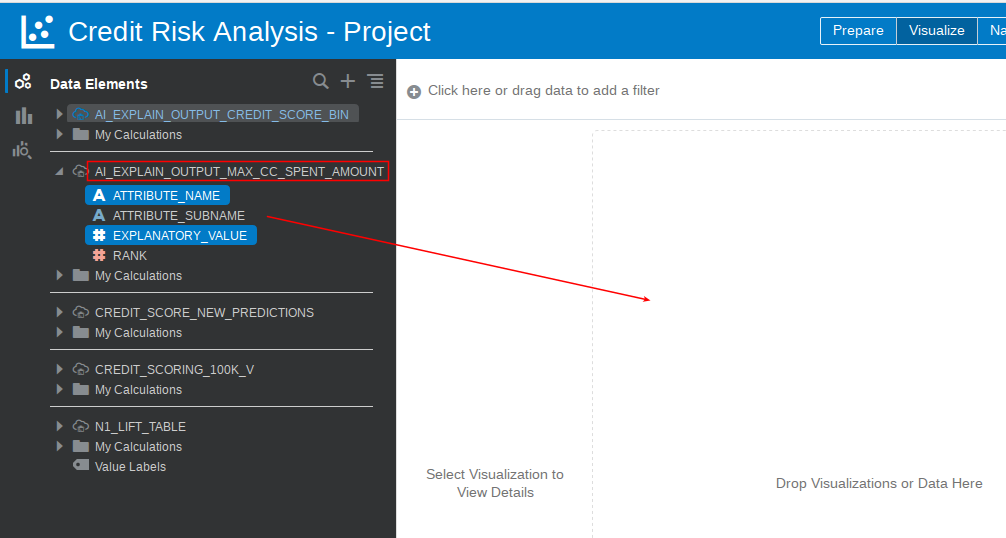 Credit Risk Analysis - Project
Prepare
Visualize
Na
Data Elements
AI_EXPLAIN_OUTPUT_CREDIT_SCORE_BIN
My Calculations
AI_EXPLAIN_OUTPUT_MAX_CC_SPENT_AMOUNT
A ATTRIBUTE_NAME
A ATTRIBUTE_SUBNAME
# EXPLANATORY_VALUE
# RANK
My Calculations
CREDIT_SCORE_NEW_PREDICTIONS
My Calculations
CREDIT_SCORING_100K_V
My Calculations
N1_LIFT_TABLE
My Calculations
Value Labels
Click here or drag data to add a filter
Select Visualization to
View Details
Drop Visualizations or Data Here